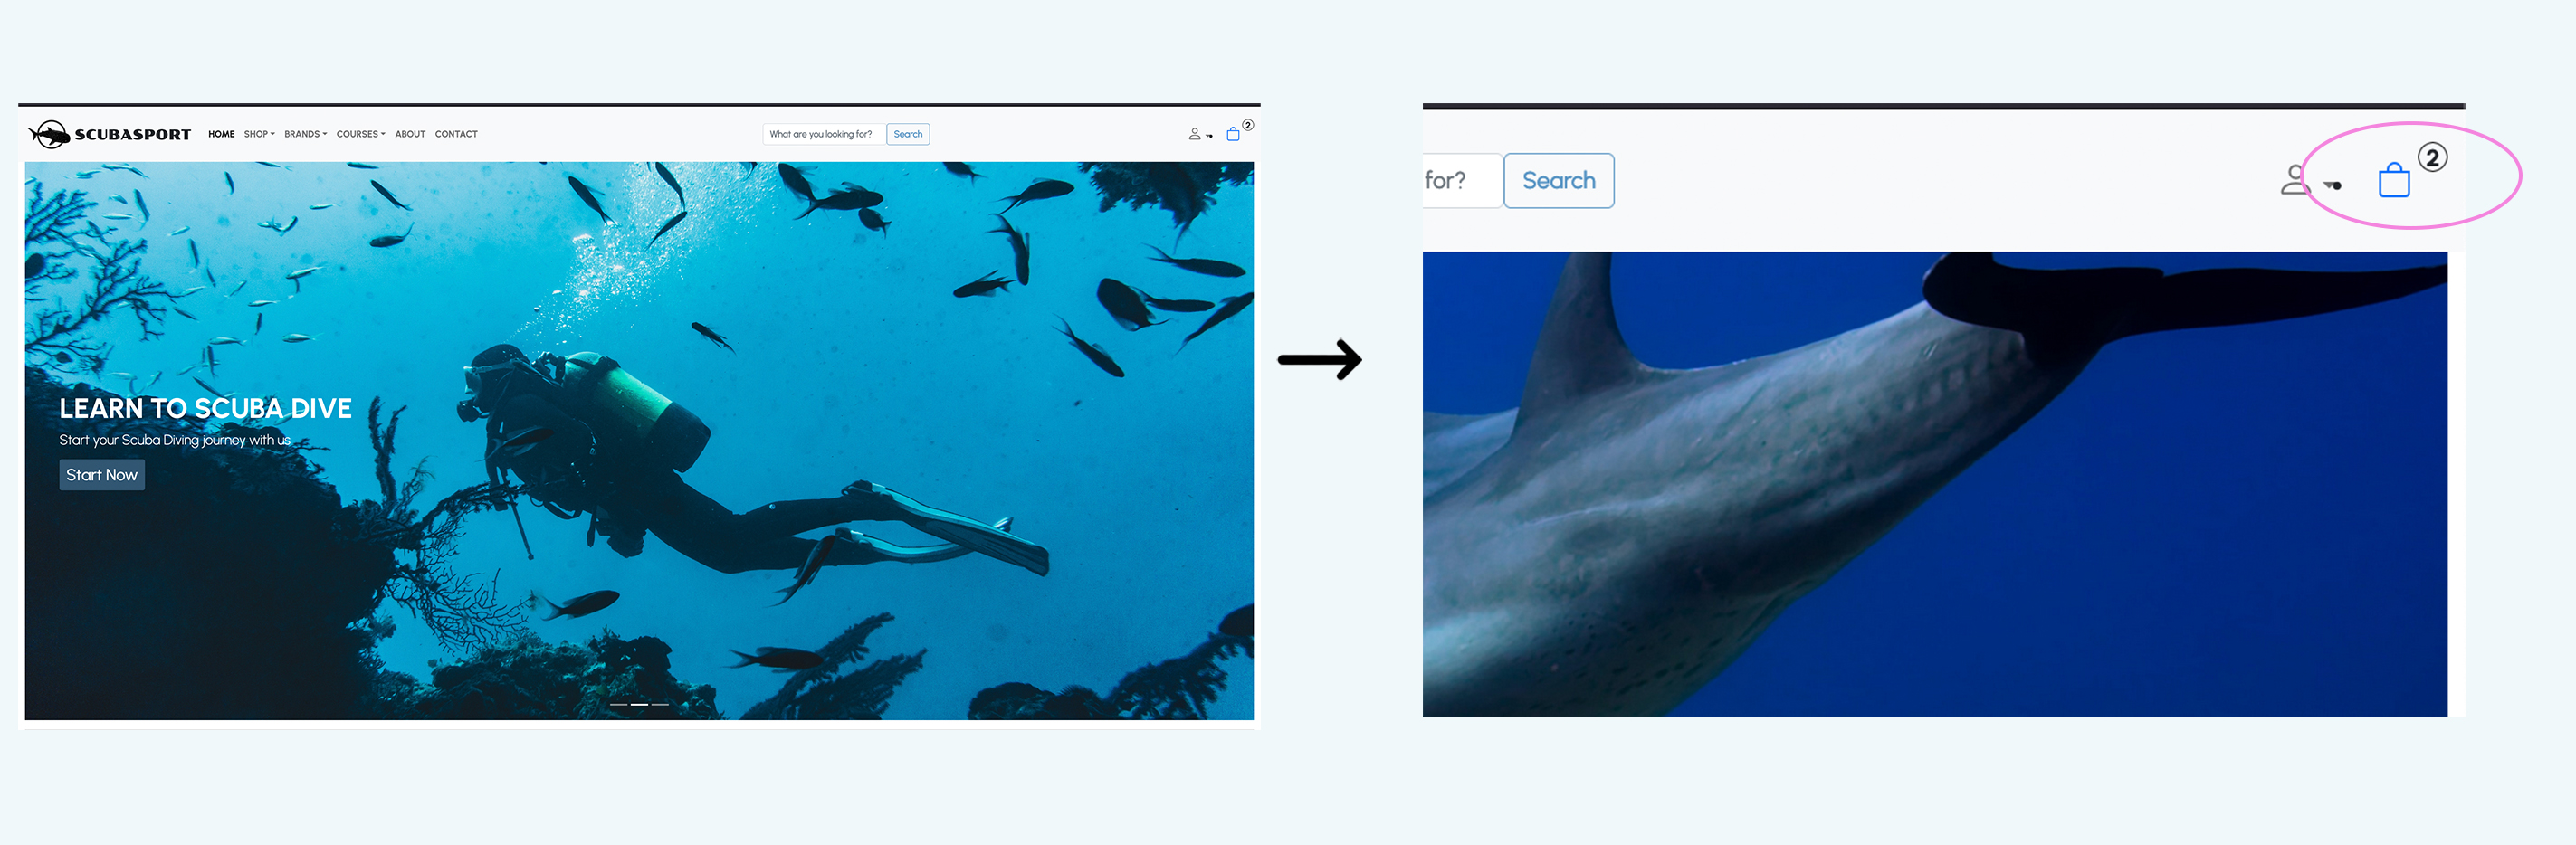 SCUBASPORT HOME SHOP BRANDS COURSES ABOUT CONTACT What are you looking for? Search 2
LEARN TO SCUBA DIVE
Start your Scuba Diving journey with us
Start Now
for? Search 2